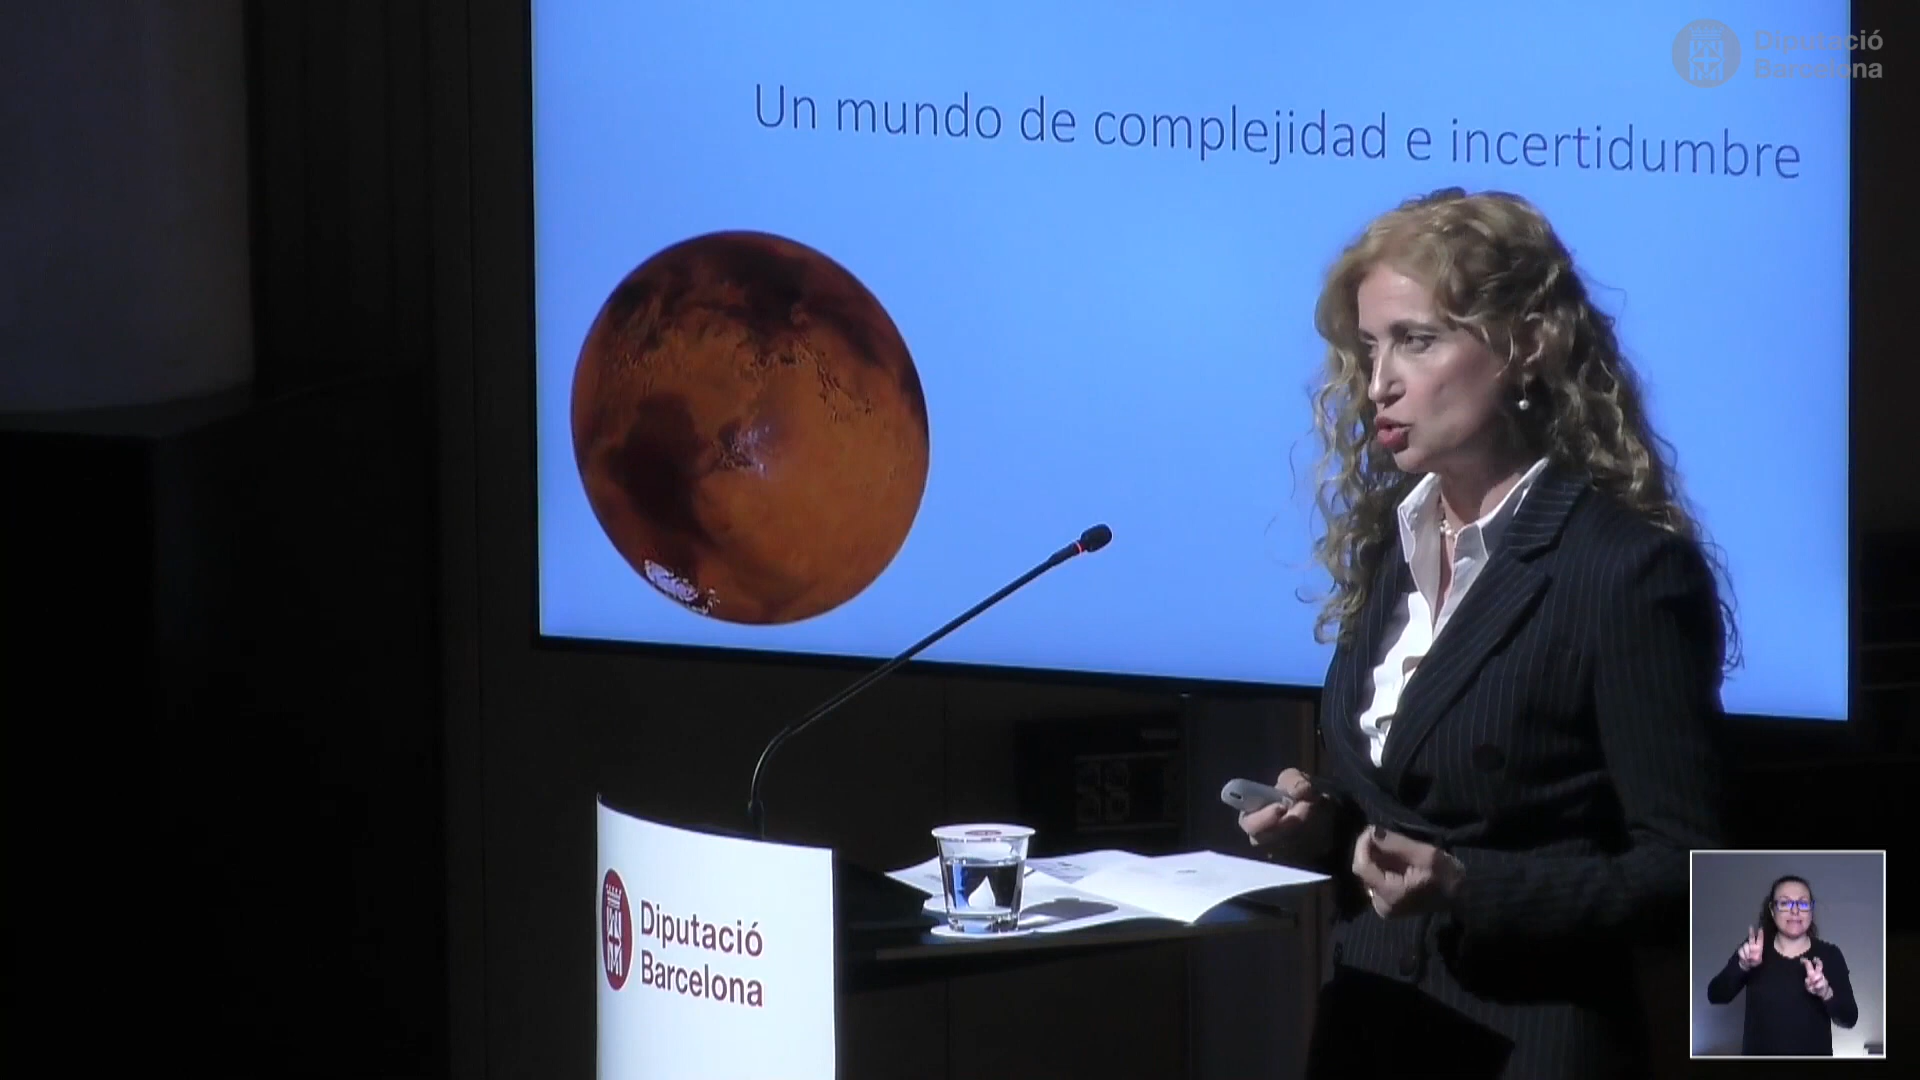 Diputació
Barcelona
Un mundo de complejidad e incertidumbre
Diputació
Barcelona